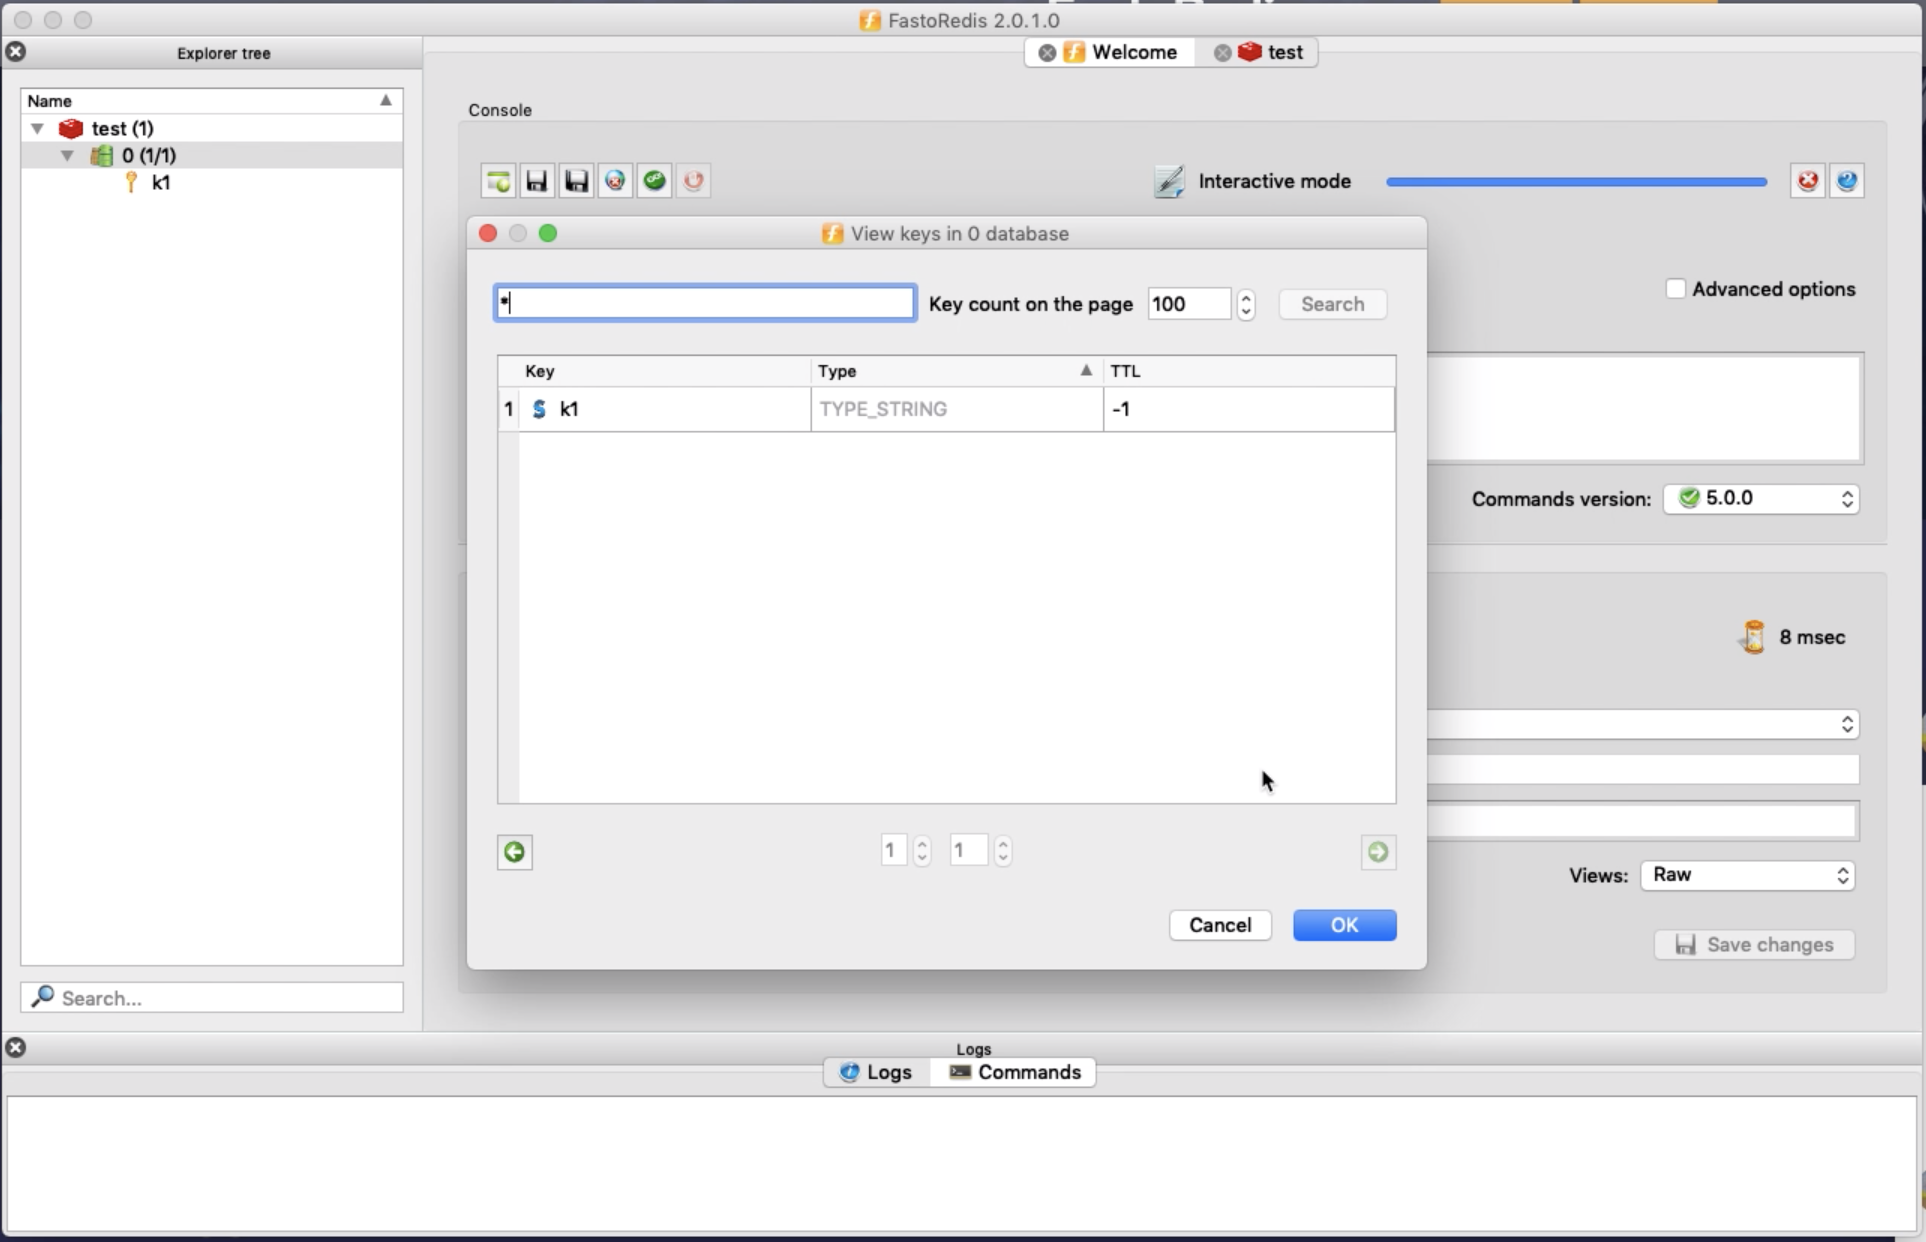 FastoRedis 2.0.1.0
Explorer tree
Welcome
test
Name
test (1)
0 (1/1)
k1
Search...
Console
Interactive mode
Advanced options
Commands version:
5.0.0
8 msec
Views:
Raw
Save changes
View keys in 0 database
*
Key count on the page
100
Search
Key Type TTL
1 k1 TYPE_STRING -1
1 1
Cancel
OK
Logs
Logs
Commands